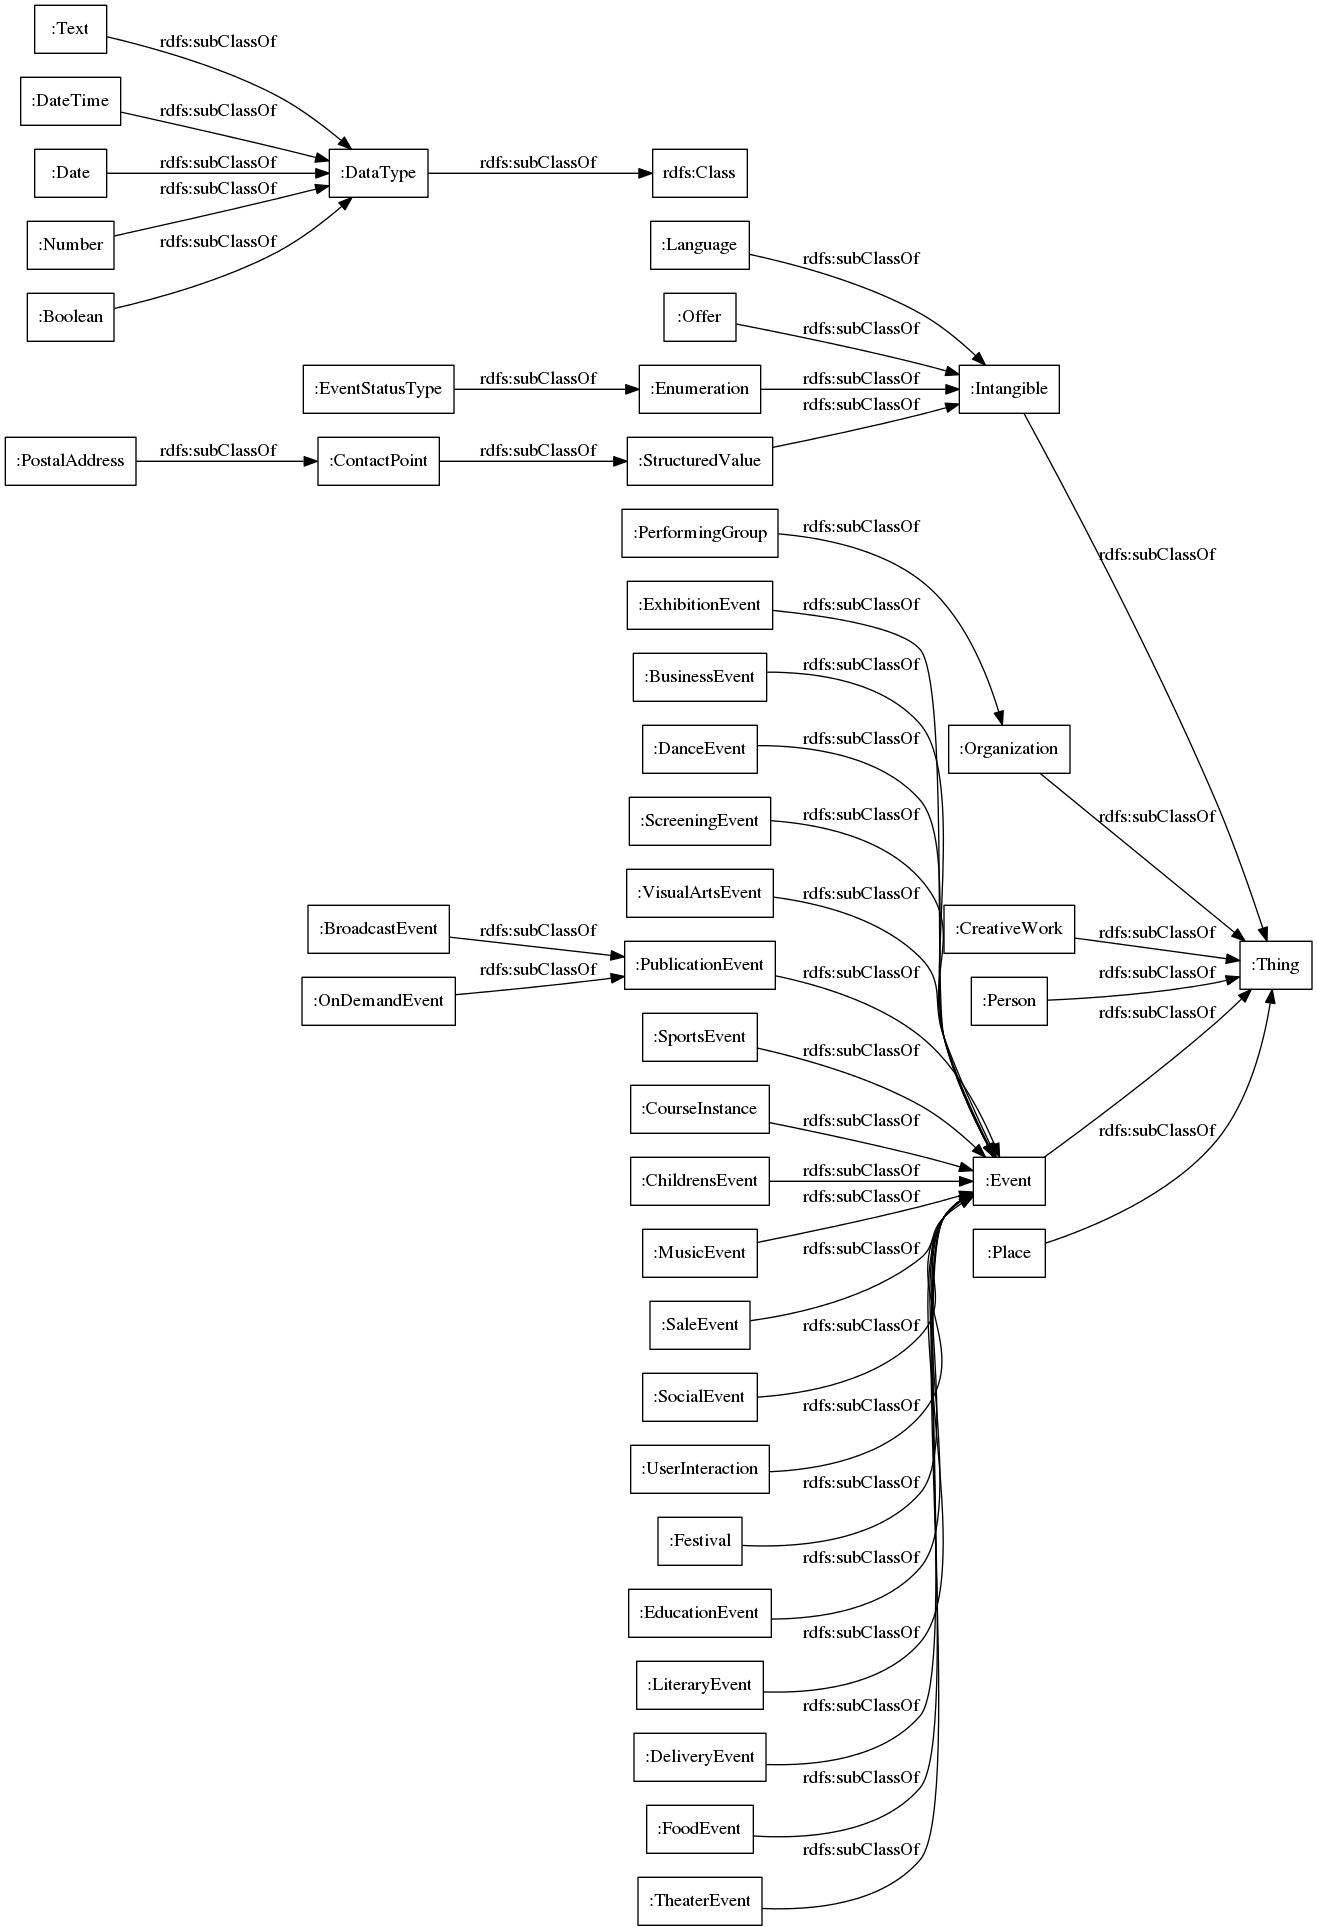 :Text
rdfs:subClassOf
:DateTime
rdfs:subClassOf
:Date
rdfs:subClassOf
:DataType
rdfs:subClassOf
rdfs:Class
rdfs:subClassOf
:Number
rdfs:subClassOf
:Boolean
:Language
rdfs:subClassOf
:Offer
rdfs:subClassOf
:EventStatusType
rdfs:subClassOf
:Enumeration
rdfs:subClassOf
:Intangible
rdfs:subClassOf
:PostalAddress
rdfs:subClassOf
:ContactPoint
rdfs:subClassOf
:StructuredValue
:PerformingGroup
rdfs:subClassOf
rdfs:subClassOf
:ExhibitionEvent
rdfs:subClassOf
:BusinessEvent
rdfs:subClassOf
:DanceEvent
rdfs:subClassOf
:Organization
:ScreeningEvent
rdfs:subClassOf
rdfs:subClassOf
:VisualArtsEvent
rdfs:subClassOf
:BroadcastEvent
rdfs:subClassOf
:CreativeWork
rdfs:subClassOf
:PublicationEvent
rdfs:subClassOf
:Thing
:OnDemandEvent
rdfs:subClassOf
:Person
rdfs:subClassOf
rdfs:subClassOf
:SportsEvent
rdfs:subClassOf
:CourseInstance
rdfs:subClassOf
rdfs:subClassOf
:ChildrensEvent
rdfs:subClassOf
:Event
rdfs:subClassOf
:MusicEvent
rdfs:subClassOf
:Place
:SaleEvent
rdfs:subClassOf
:SocialEvent
rdfs:subClassOf
:UserInteraction
rdfs:subClassOf
:Festival
rdfs:subClassOf
:EducationEvent
rdfs:subClassOf
:LiteraryEvent
rdfs:subClassOf
:DeliveryEvent
rdfs:subClassOf
:FoodEvent
rdfs:subClassOf
:TheaterEvent